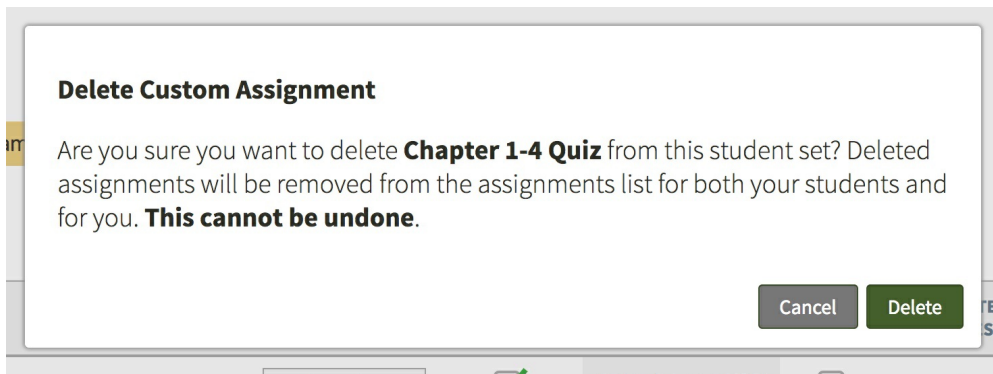 Delete Custom Assignment
am
Are you sure you want to delete Chapter 1-4 Quiz from this student set? Deleted
assignments will be removed from the assignments list for both your students and
for you. This cannot be undone.
Cancel Delete
TE
S